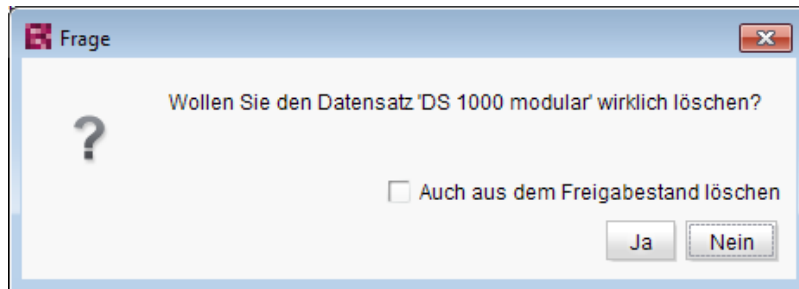 Frage
Wollen Sie den Datensatz 'DS 1000 modular' wirklich löschen?
?
Auch aus dem Freigabestand löschen
Ja
Nein